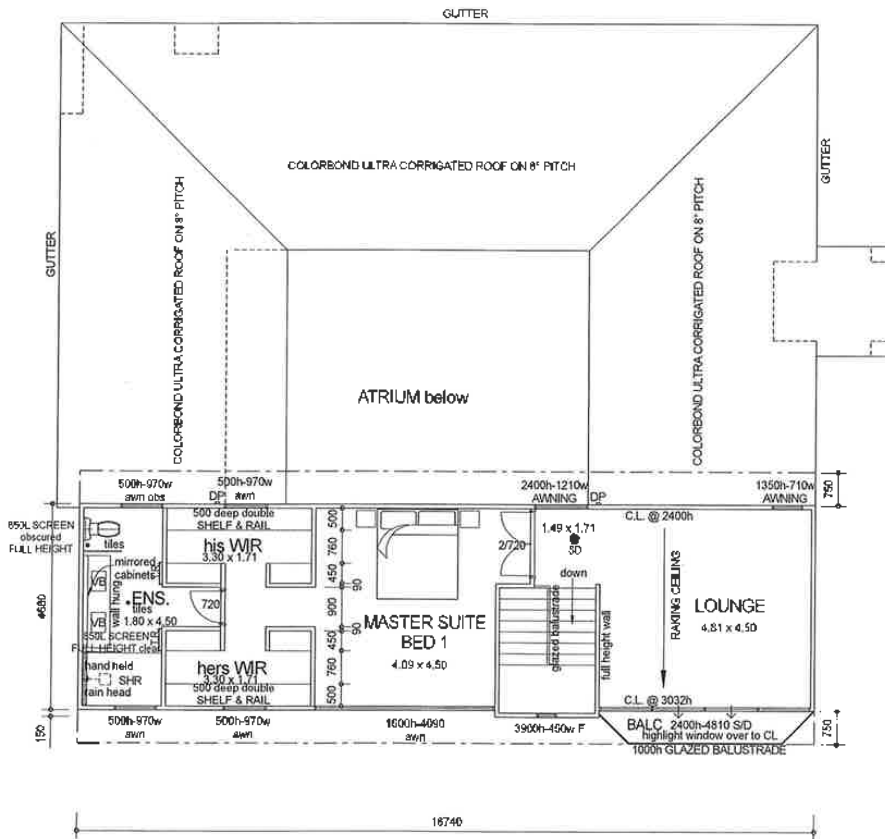 GUTTER
COLORBOND ULTRA CORRIGATED ROOF ON 8° PITCH
GUTTER
GUTTER
COLORBOND ULTRA CORRIGATED ROOF ON 8° PITCH
COLORBOND ULTRA CORRIGATED ROOF ON 8° PITCH
ATRIUM below
500h-970w
awn obs
500h-970w
awn
DP
2400h-1210w
AWNING
DP
1350h-710w
AWNING
750
850L SCREEN
obscured
FULL HEIGHT
tiles
500 deep double
SHELF & RAIL
his WIR
3.30 x 1.71
500
760
450
90
900
90
450
760
500
2/720
1.49 x 1.71
SD
down
C.L. @ 2400h
mirrored
cabinets
T.R
VB
VB
wall hung
ENS.
tiles
1.80 x 4.50
720
4680
850L SCREEN
FULL HEIGHT clear
T.R
MASTER SUITE
BED 1
4.09 x 4.50
glazed balustrade
full height wall
RAKING CEILING
LOUNGE
4.81 x 4.50
hand held
SHR
rain head
hers WIR
3.30 x 1.71
500 deep double
SHELF & RAIL
C.L. @ 3032h
150
500h-970w
awn
500h-970w
awn
1600h-4090
awn
3900h-450w F
BALC 2400h-4810 S/D
highlight window over to CL
1000h GLAZED BALUSTRADE
750
16740